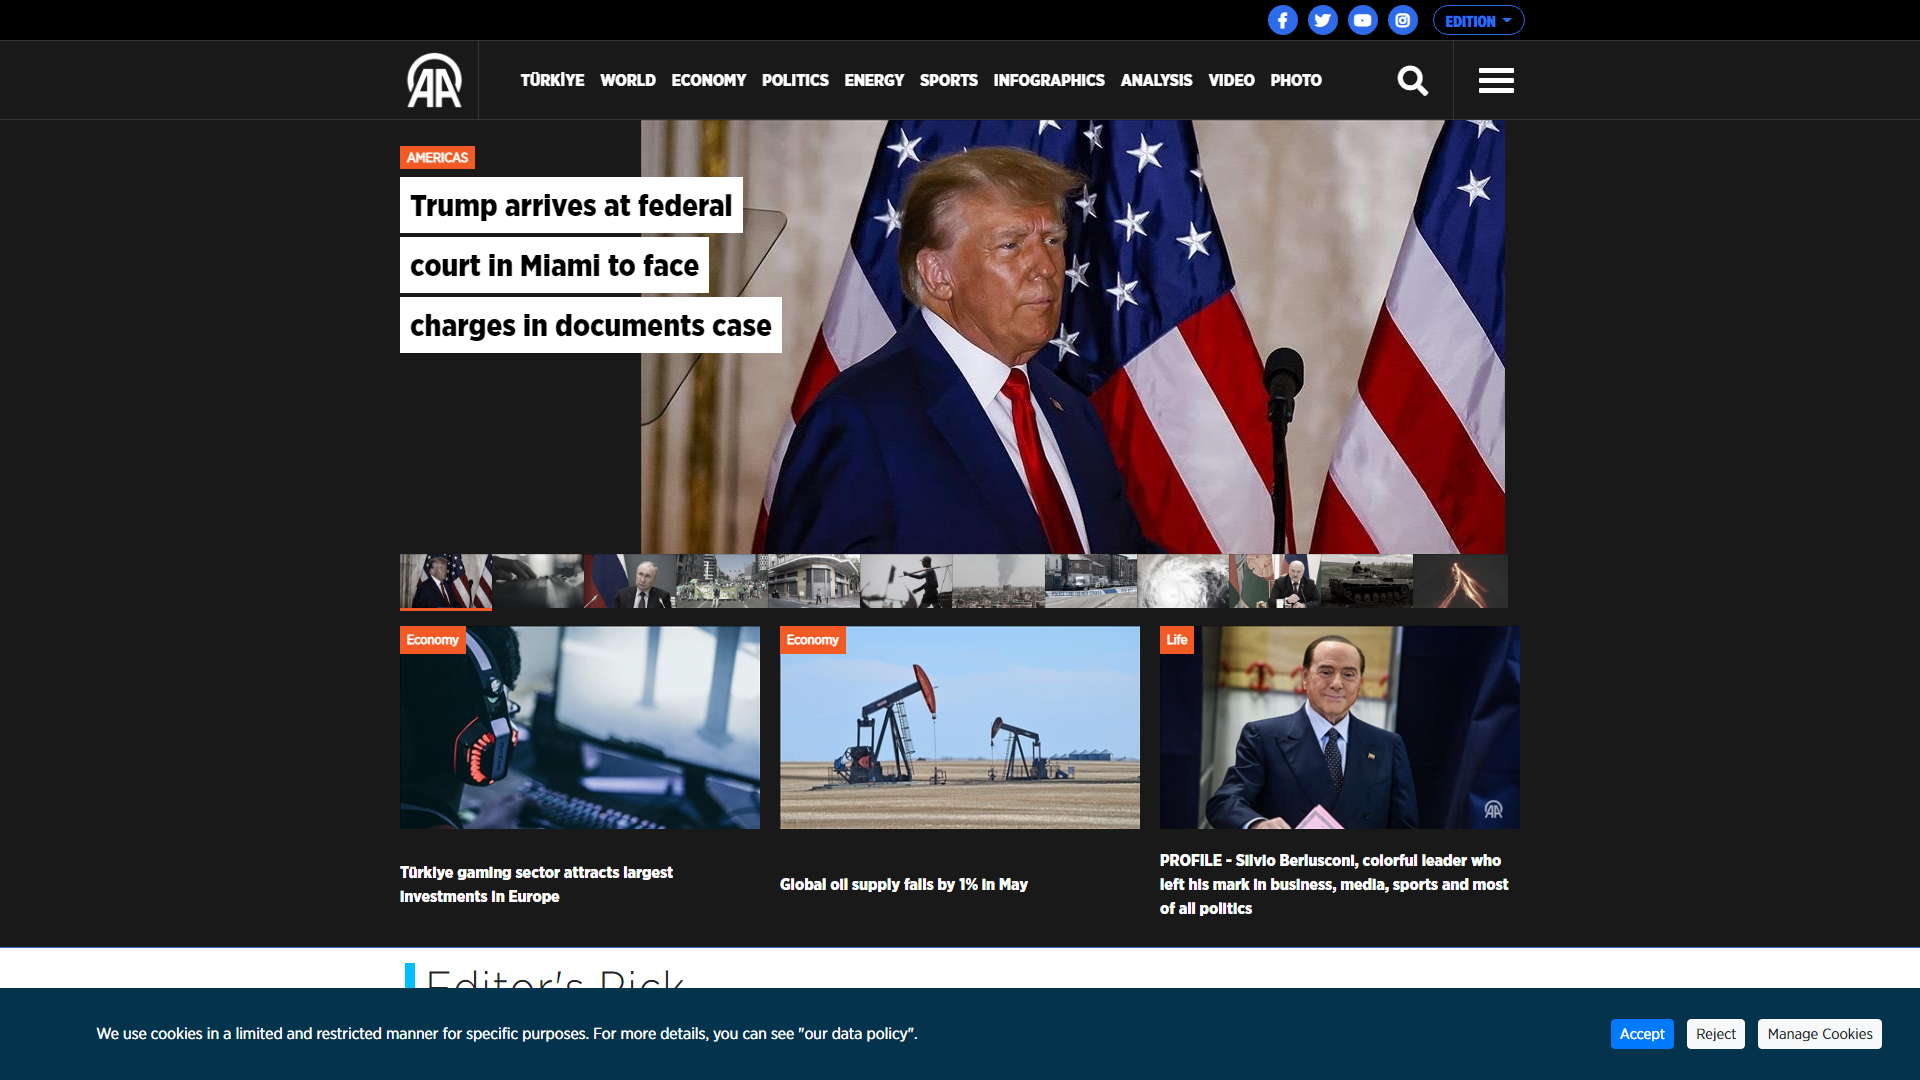 EDITION
AA
TÜRKİYE WORLD ECONOMY POLITICS ENERGY SPORTS INFOGRAPHICS ANALYSIS VIDEO PHOTO
AMERICAS
Trump arrives at federal
court in Miami to face
charges in documents case
Economy
Economy
Life
AA
Türkiye gaming sector attracts largest
investments in Europe
Global oil supply falls by 1% in May
PROFILE - Silvio Berlusconi, colorful leader who
left his mark in business, media, sports and most
of all politics
Editor's Pick
We use cookies in a limited and restricted manner for specific purposes. For more details, you can see "our data policy".
Accept
Reject
Manage Cookies